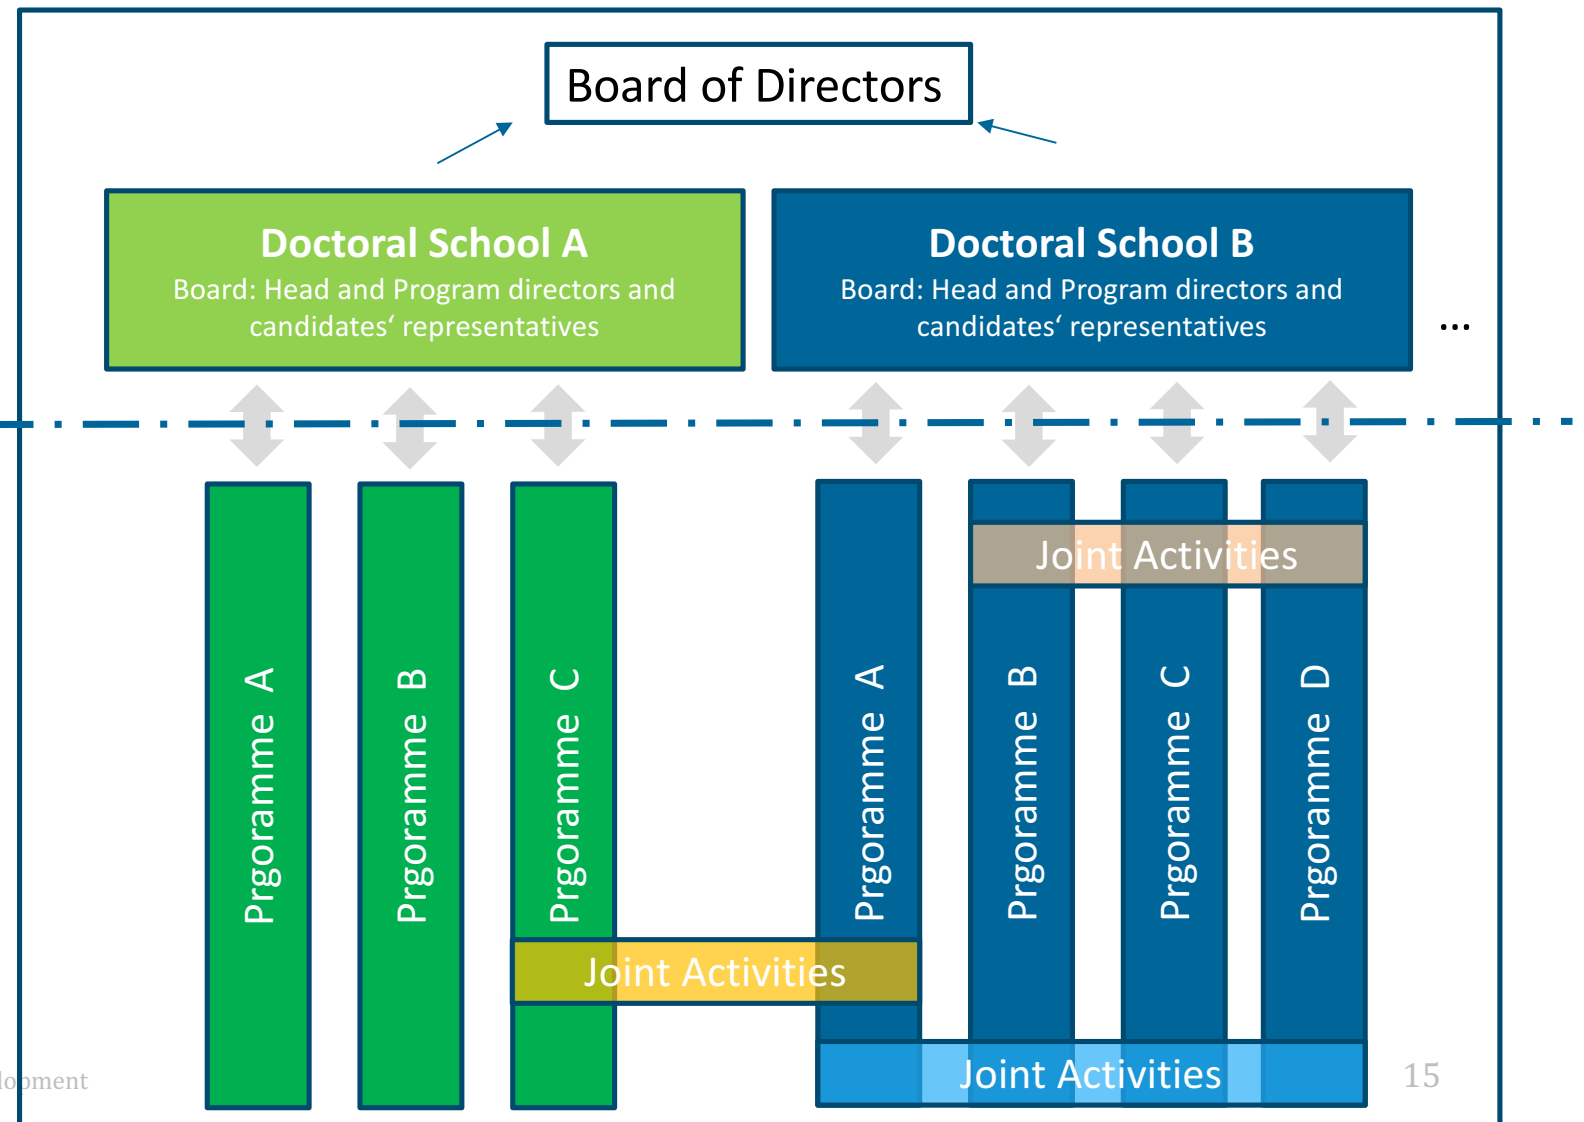 Board of Directors
Doctoral School A
Board: Head and Program directors and
candidates‘ representatives
Doctoral School B
Board: Head and Program directors and
candidates‘ representatives
...
Prgoramme A
Prgoramme B
Prgoramme C
Prgoramme A
Prgoramme B
Prgoramme C
Prgoramme D
Joint Activities
Joint Activities
Joint Activities
lopment
15